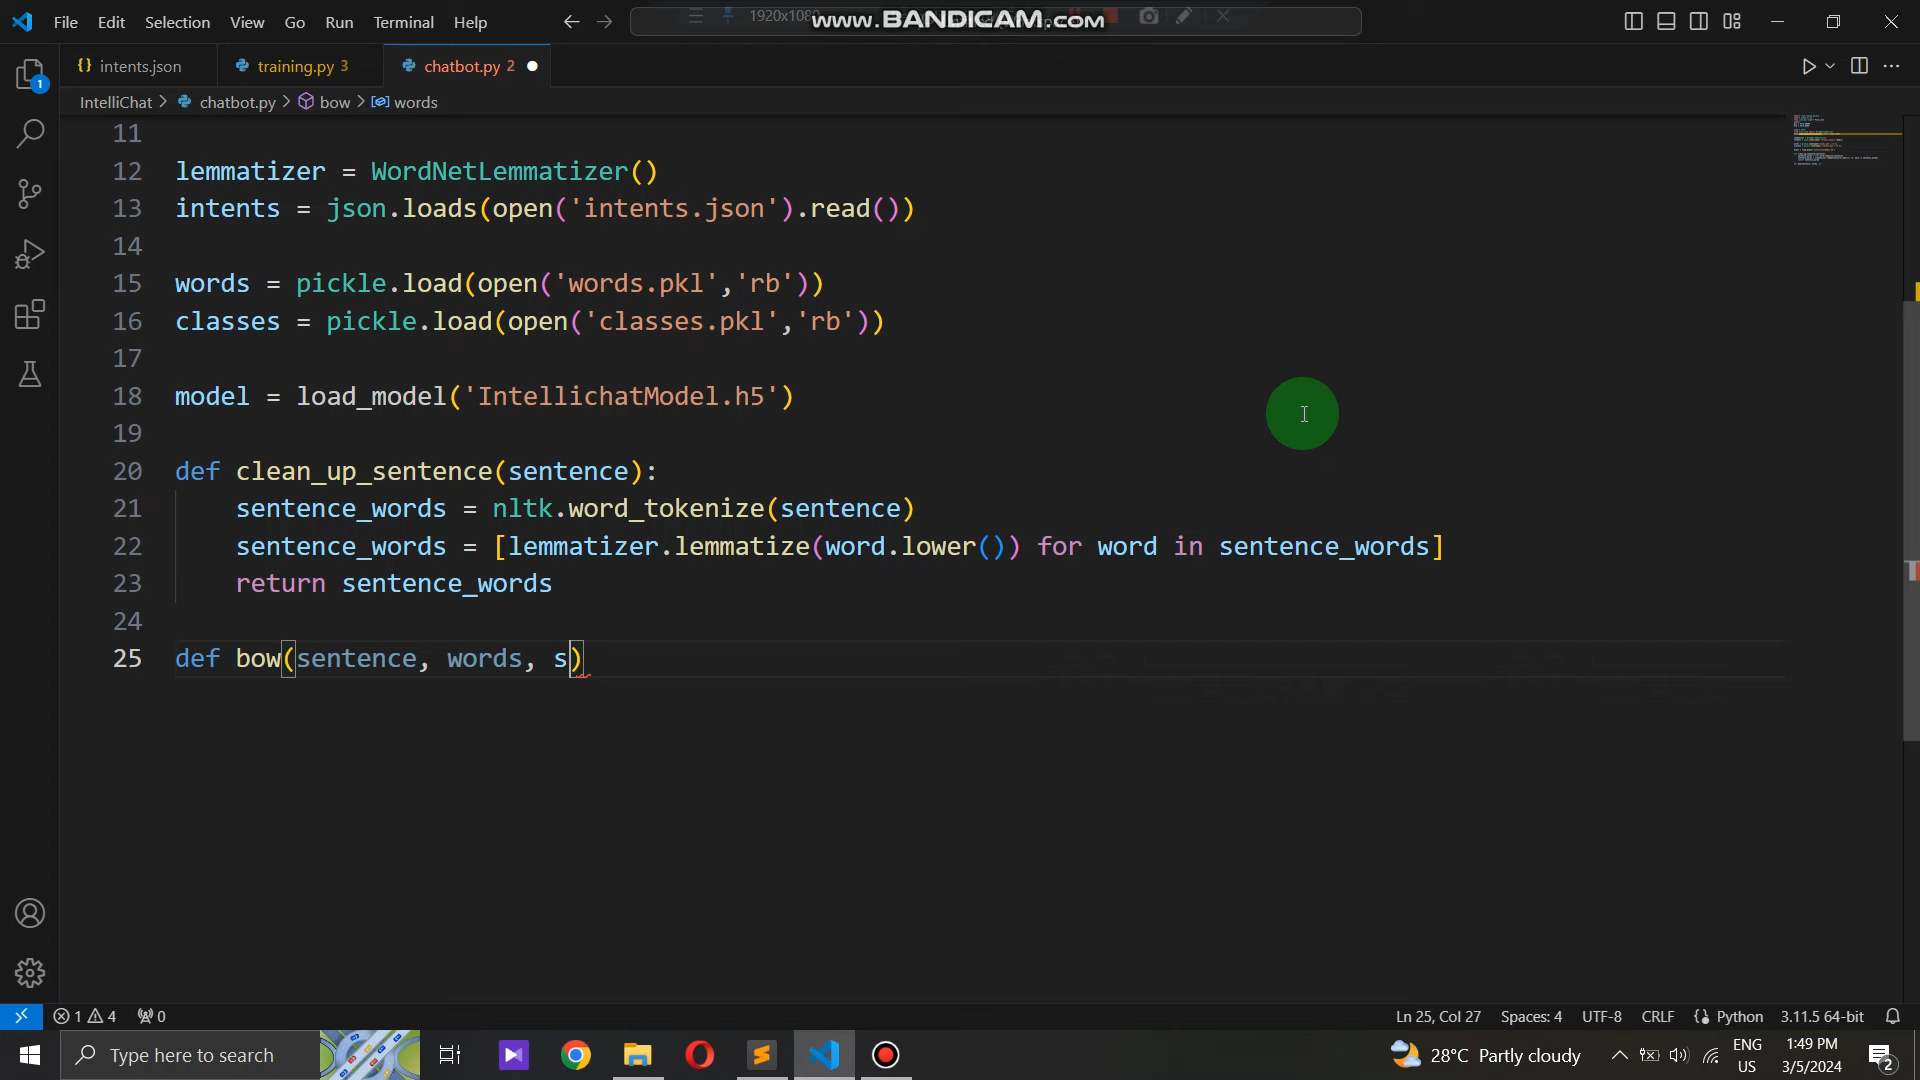 File Edit Selection View Go Run Terminal Help
1920x1080
www.BANDICAM.com
{} intents.json
training.py 3
chatbot.py 2
1
IntelliChat > chatbot.py > bow > words
11
12 lemmatizer = WordNetLemmatizer()
13 intents = json.loads(open('intents.json').read())
14
15 words = pickle.load(open('words.pkl','rb'))
16 classes = pickle.load(open('classes.pkl','rb'))
17
18 model = load_model('IntellichatModel.h5')
19
20 def clean_up_sentence(sentence):
21 sentence_words = nltk.word_tokenize(sentence)
22 sentence_words = [lemmatizer.lemmatize(word.lower()) for word in sentence_words]
23 return sentence_words
24
25 def bow(sentence, words, s)
1 4 0
Ln 25, Col 27 Spaces: 4 UTF-8 CRLF {} Python 3.11.5 64-bit
Type here to search
28°C Partly cloudy
ENG
US
1:49 PM
3/5/2024
2